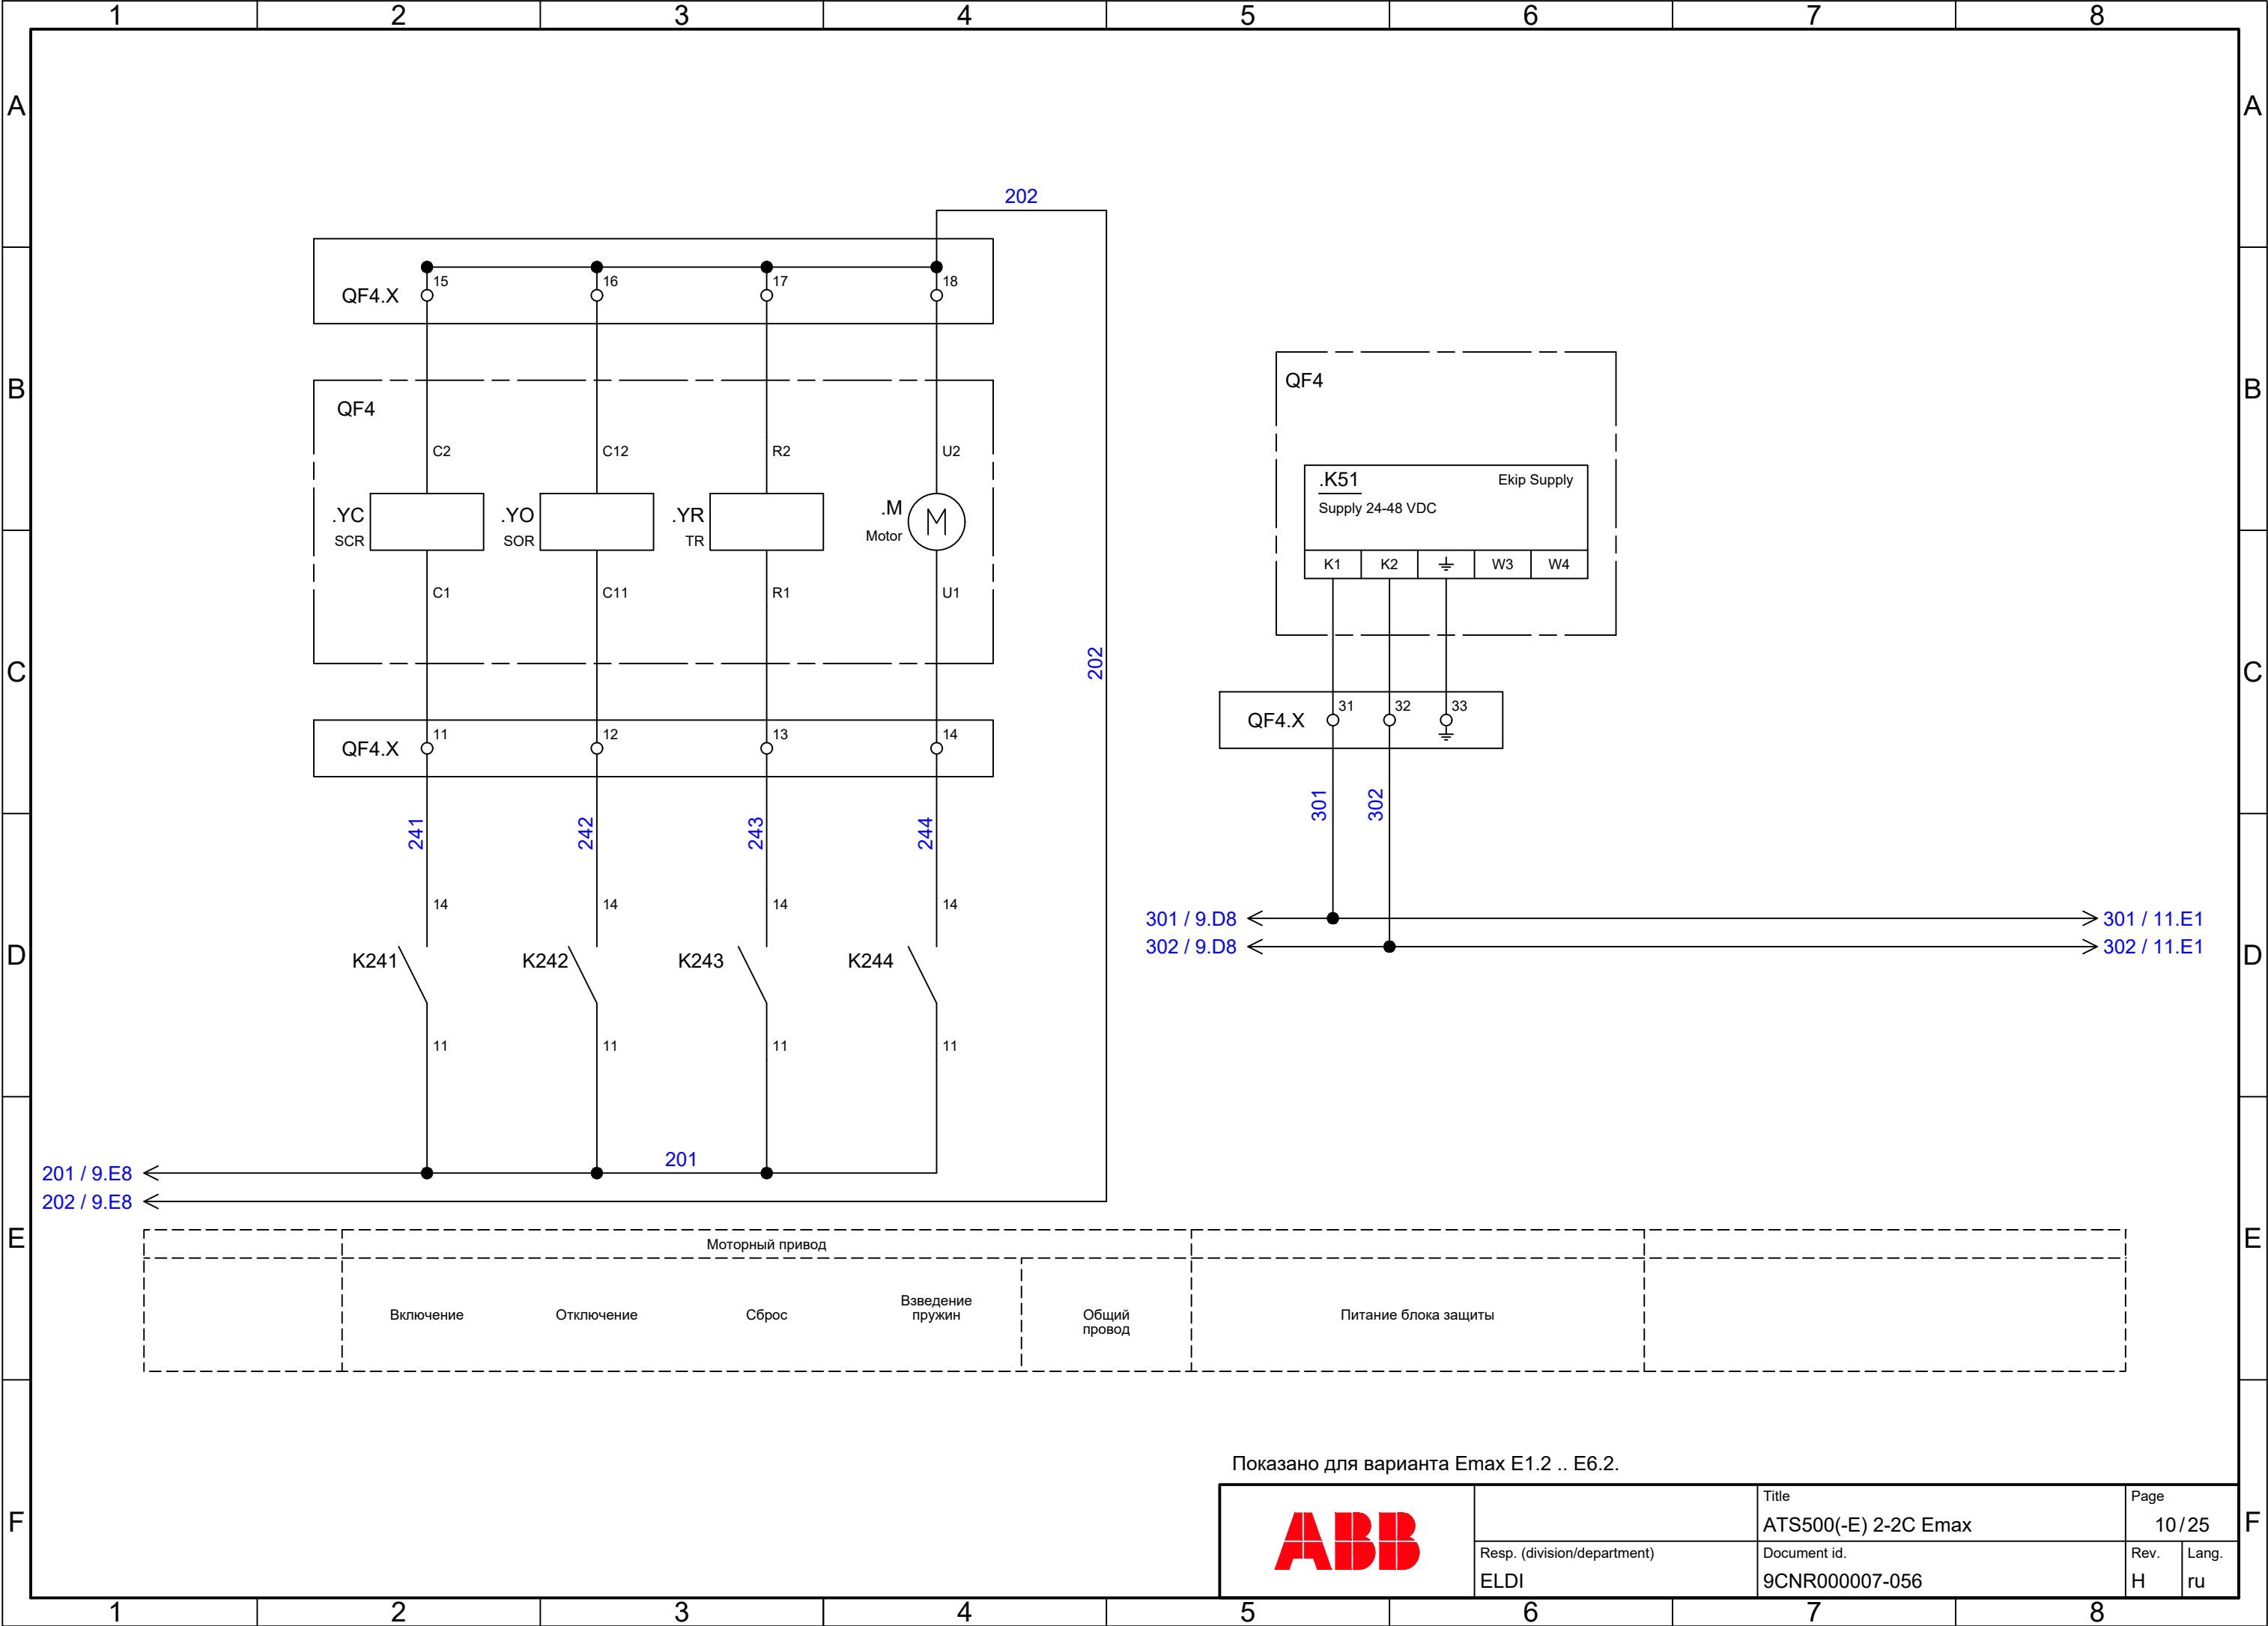 1 2 3 4 5 6 7 8
A A
202
QF4.X 15 16 17 18
B B
QF4
QF4
C2 C12 R2 U2
.K51 Ekip Supply
Supply 24-48 VDC
.YC .YO .YR .M M
SCR SOR TR Motor
K1 K2 W3 W4
C1 C11 R1 U1
202
C C
QF4.X 31 32 33
QF4.X 11 12 13 14
301 302
241 242 243 244
14 14 14 14
301 / 9.D8 301 / 11.E1
302 / 9.D8 302 / 11.E1
D D
K241 K242 K243 K244
11 11 11 11
201
201 / 9.E8
202 / 9.E8
E E
Моторный привод
Включение Отключение Сброс Взведение
пружин
Общий
провод
Питание блока защиты
Показано для варианта Emax E1.2 .. E6.2.
F F
ABB
Title
ATS500(-E) 2-2C Emax
Page
10/25
Resp. (division/department)
ELDI
Document id.
9CNR000007-056
Rev.
H
Lang.
ru
1 2 3 4 5 6 7 8